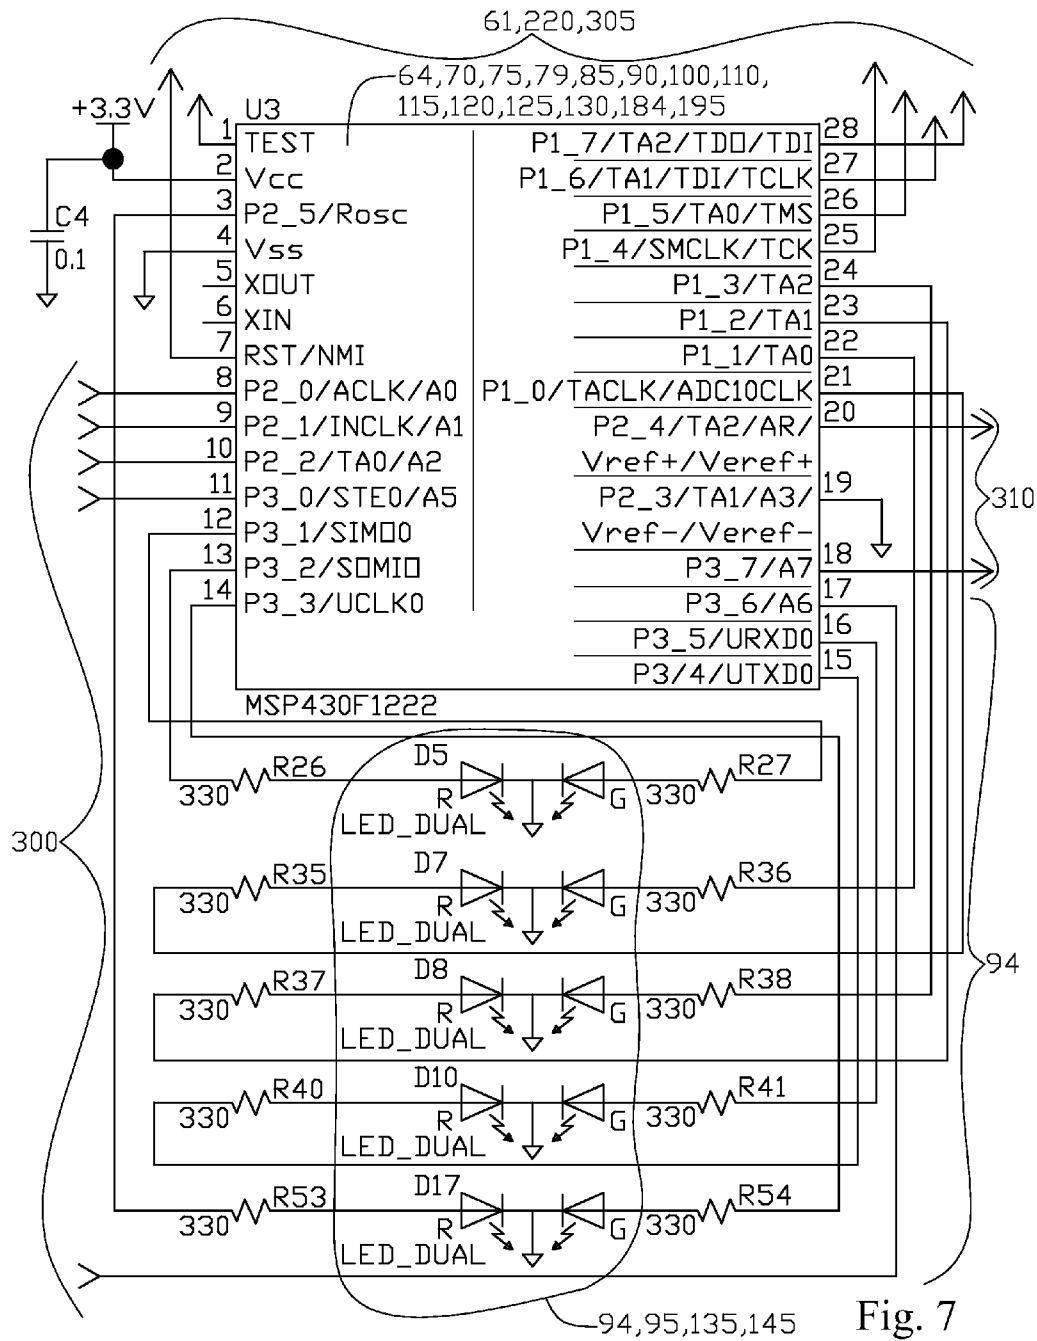 61,220,305
64,70,75,79,85,90,100,110,
115,120,125,130,184,195
+3.3V
U3
C4
0.1
1 TEST
2 Vcc
3 P2_5/Rosc
4 Vss
5 XOUT
6 XIN
7 RST/NMI
8 P2_0/ACLK/A0
9 P2_1/INCLK/A1
10 P2_2/TA0/A2
11 P3_0/STE0/A5
12 P3_1/SIMO0
13 P3_2/SOMI0
14 P3_3/UCLK0
P1_7/TA2/TDO/TDI 28
P1_6/TA1/TDI/TCLK 27
P1_5/TA0/TMS 26
P1_4/SMCLK/TCK 25
P1_3/TA2 24
P1_2/TA1 23
P1_1/TA0 22
P1_0/TACLK/ADC10CLK 21
P2_4/TA2/AR/ 20
Vref+/Veref+
P2_3/TA1/A3/ 19
Vref-/Veref-
P3_7/A7 18
P3_6/A6 17
P3_5/URXD0 16
P3/4/UTXD0 15
MSP430F1222
310
300
94
330 R26 D5 R G 330 R27
LED_DUAL
330 R35 D7 R G 330 R36
LED_DUAL
330 R37 D8 R G 330 R38
LED_DUAL
330 R40 D10 R G 330 R41
LED_DUAL
330 R53 D17 R G 330 R54
LED_DUAL
94,95,135,145
Fig. 7